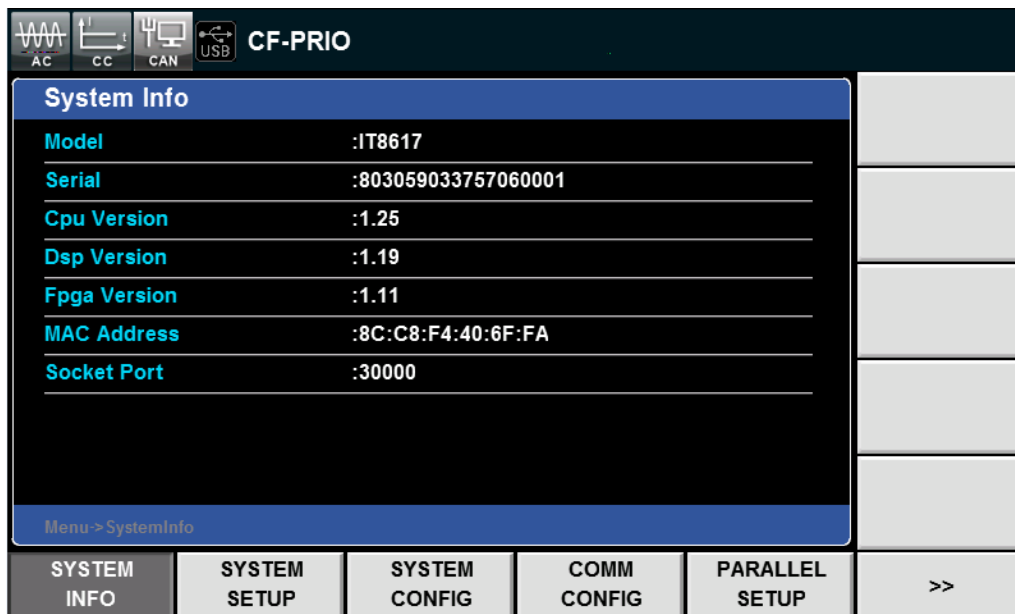 AC CC CAN USB CF-PRIO
System Info
Model :IT8617
Serial :803059033757060001
Cpu Version :1.25
Dsp Version :1.19
Fpga Version :1.11
MAC Address :8C:C8:F4:40:6F:FA
Socket Port :30000
Menu->SystemInfo
SYSTEM INFO
SYSTEM SETUP
SYSTEM CONFIG
COMM CONFIG
PARALLEL SETUP
>>